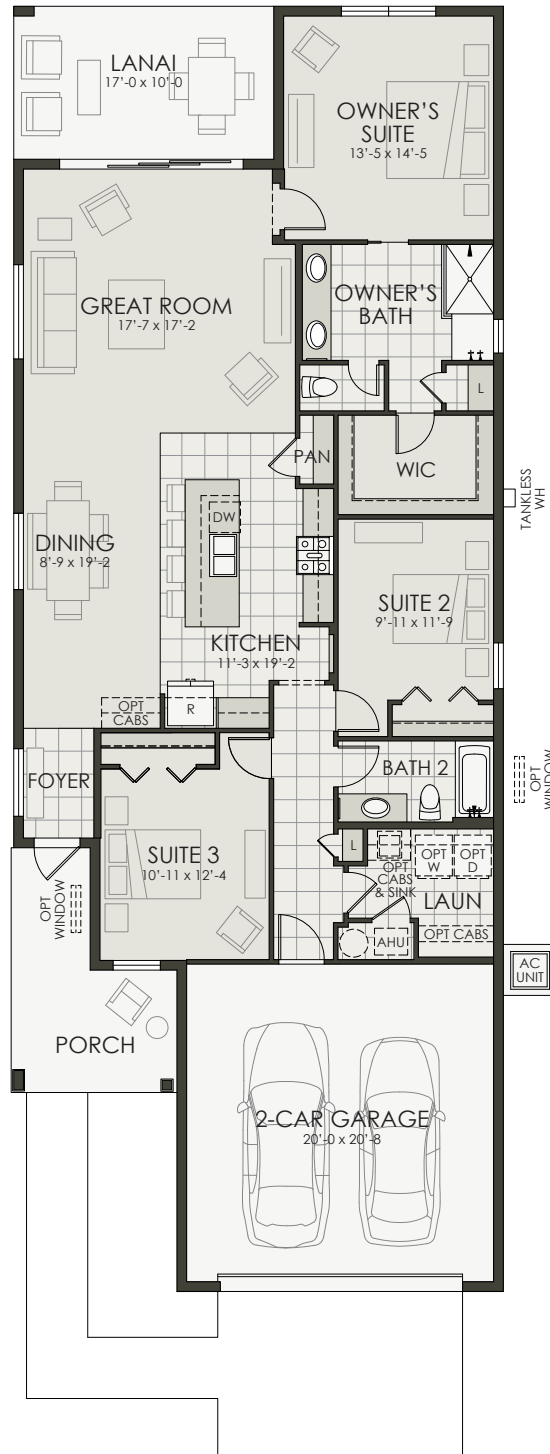 LANAI
17'-0 x 10'-0
OWNER'S
SUITE
13'-5 x 14'-5
GREAT ROOM
17'-7 x 17'-2
OWNER'S
BATH
L
PAN
WIC
TANKLESS
WH
DW
DINING
8'-9 x 19'-2
SUITE 2
9'-11 x 11'-9
KITCHEN
11'-3 x 19'-2
OPT
CABS
R
FOYER
BATH 2
OPT
WINDOW
SUITE 3
10'-11 x 12'-4
L
OPT
CABS
& SINK
OPT
W
OPT
D
LAUN
OPT CABS
AHU
OPT
WINDOW
AC
UNIT
PORCH
2-CAR GARAGE
20'-0 x 20'-8